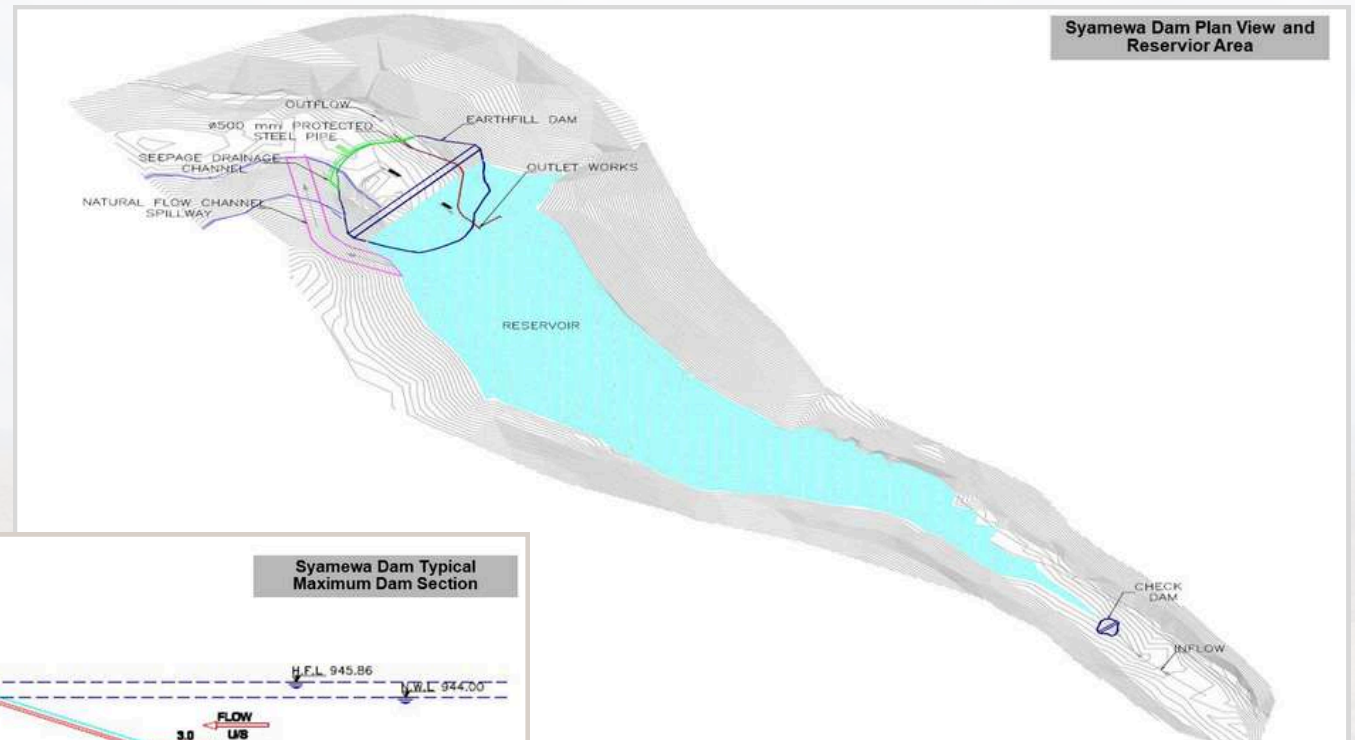 Syamewa Dam Plan View and
Reservior Area
OUTFLOW
ø500 mm PROTECTED
STEEL PIPE
EARTHFILL DAM
SEEPAGE DRAINAGE
CHANNEL
OUTLET WORKS
NATURAL FLOW CHANNEL
SPILLWAY
RESERVOIR
CHECK
DAM
INFLOW
Syamewa Dam Typical
Maximum Dam Section
H.F.L 945.86
N.W.L 944.00
FLOW
3.0 U/S